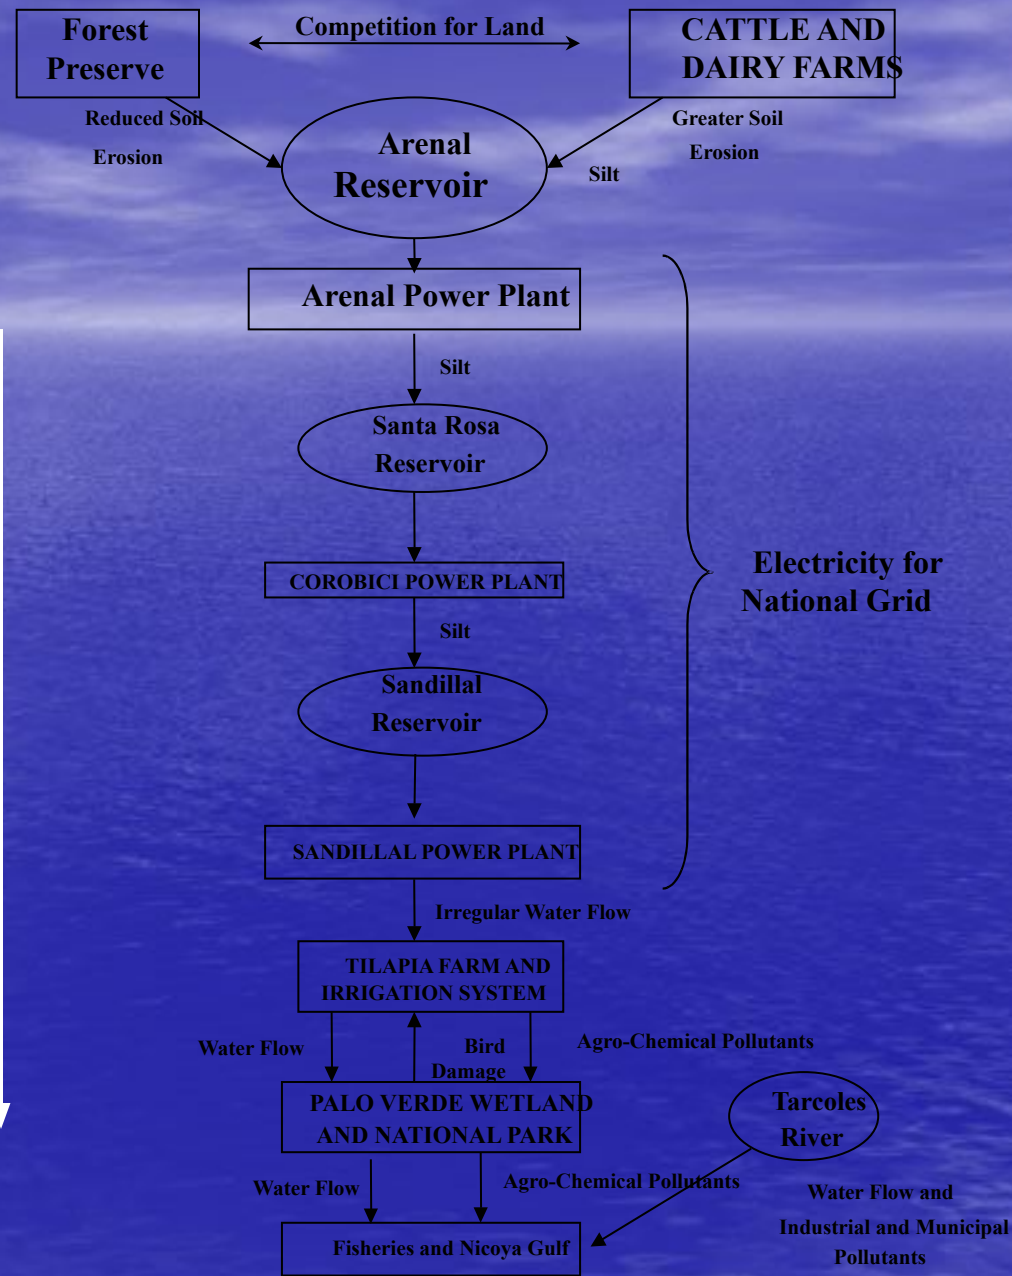 Forest
Preserve
Competition for Land
CATTLE AND
DAIRY FARMS
Reduced Soil
Erosion
Arenal
Reservoir
Greater Soil
Erosion
Silt
Arenal Power Plant
Silt
Santa Rosa
Reservoir
COROBICI POWER PLANT
Silt
Sandillal
Reservoir
SANDILLAL POWER PLANT
Electricity for
National Grid
Irregular Water Flow
TILAPIA FARM AND
IRRIGATION SYSTEM
Water Flow
Bird
Damage
Agro-Chemical Pollutants
PALO VERDE WETLAND
AND NATIONAL PARK
Tarcoles
River
Water Flow
Agro-Chemical Pollutants
Water Flow and
Industrial and Municipal
Pollutants
Fisheries and Nicoya Gulf